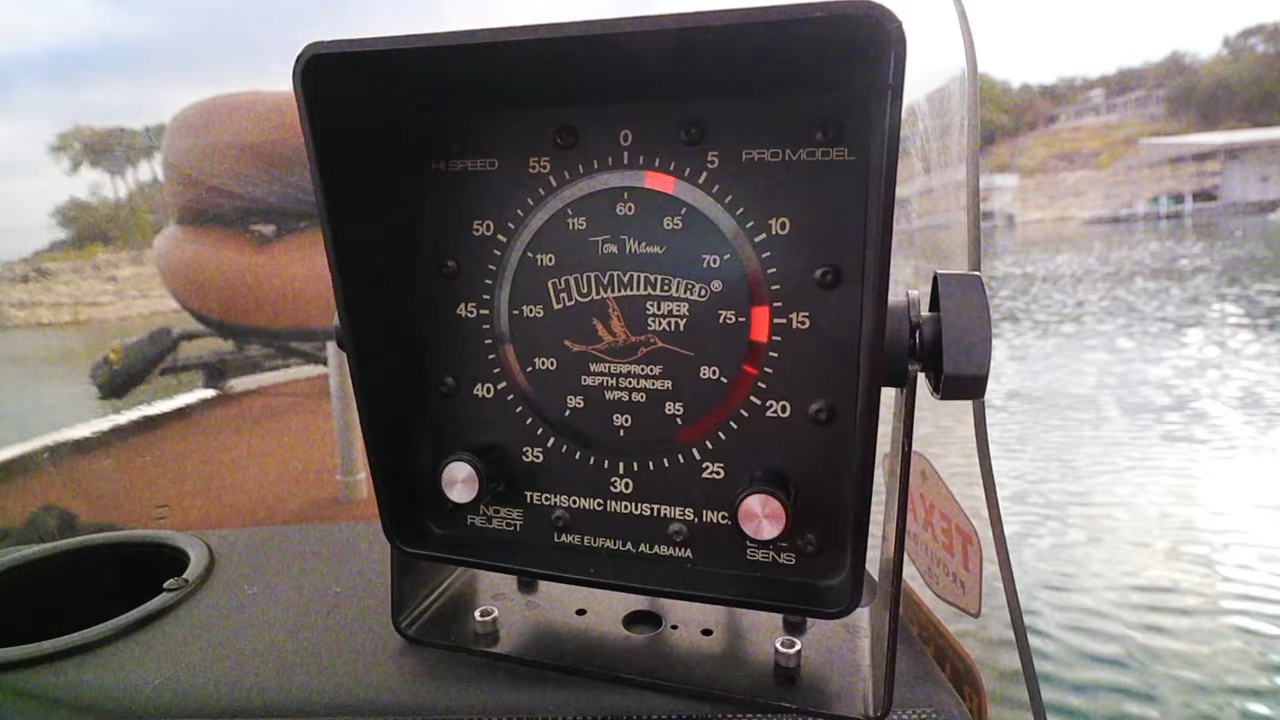 0
HI SPEED
55
5
PRO MODEL
60
115
65
50
10
Tom Mann
110
70
HUMMINBIRD®
SUPER
SIXTY
45
105
75
15
WATERPROOF
DEPTH SOUNDER
WPS 60
100
80
40
95
85
20
90
35
25
30
TECHSONIC INDUSTRIES, INC.
NOISE
REJECT
LAKE EUFAULA, ALABAMA
SENS